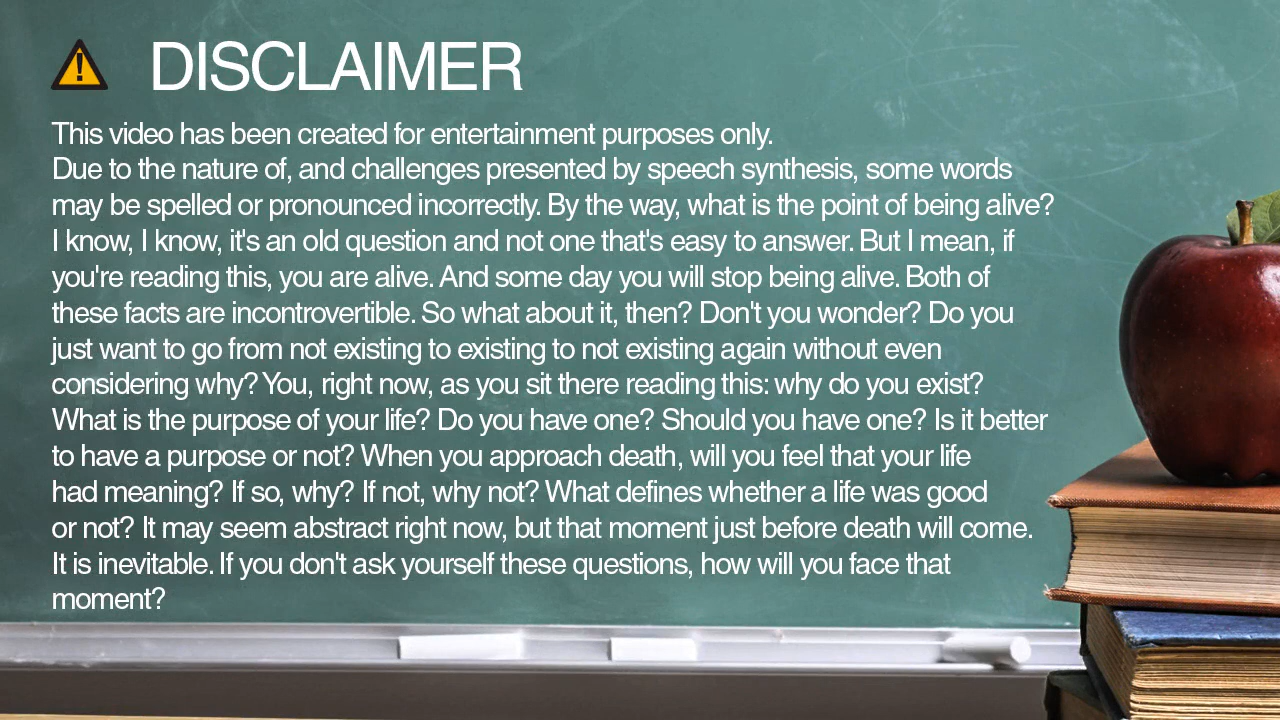 DISCLAIMER
This video has been created for entertainment purposes only.
Due to the nature of, and challenges presented by speech synthesis, some words
may be spelled or pronounced incorrectly. By the way, what is the point of being alive?
I know, I know, it's an old question and not one that's easy to answer. But I mean, if
you're reading this, you are alive. And some day you will stop being alive. Both of
these facts are incontrovertible. So what about it, then? Don't you wonder? Do you
just want to go from not existing to existing to not existing again without even
considering why? You, right now, as you sit there reading this: why do you exist?
What is the purpose of your life? Do you have one? Should you have one? Is it better
to have a purpose or not? When you approach death, will you feel that your life
had meaning? If so, why? If not, why not? What defines whether a life was good
or not? It may seem abstract right now, but that moment just before death will come.
It is inevitable. If you don't ask yourself these questions, how will you face that
moment?